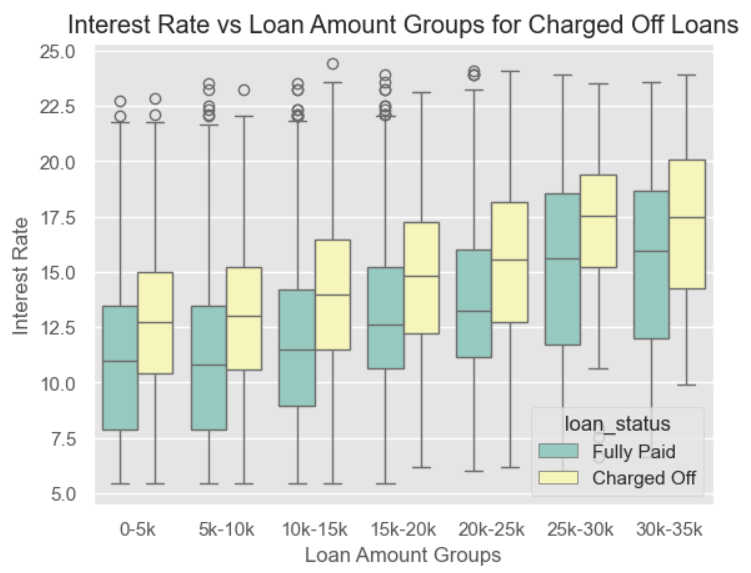 Interest Rate vs Loan Amount Groups for Charged Off Loans
25.0
22.5
20.0
17.5
15.0
12.5
10.0
7.5
5.0
Interest Rate
loan_status
Fully Paid
Charged Off
0-5k 5k-10k 10k-15k 15k-20k 20k-25k 25k-30k 30k-35k
Loan Amount Groups